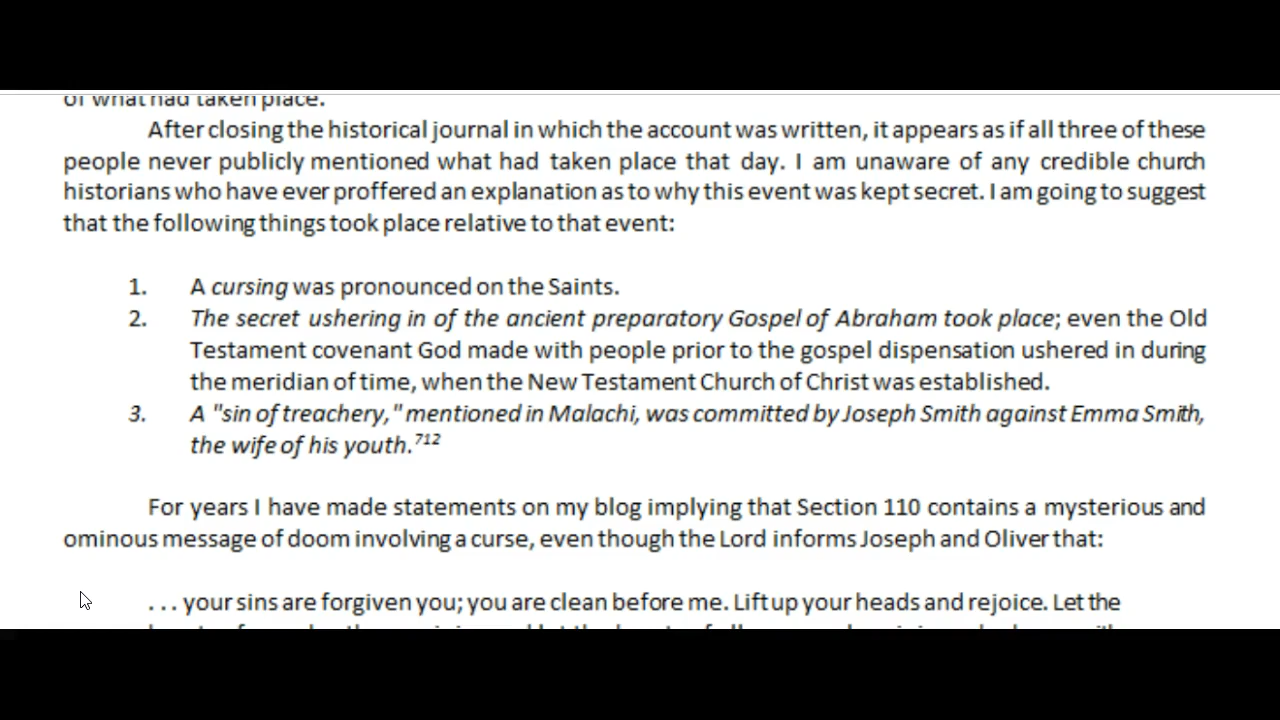 of what had taken place.
After closing the historical journal in which the account was written, it appears as if all three of these
people never publicly mentioned what had taken place that day. I am unaware of any credible church
historians who have ever proffered an explanation as to why this event was kept secret. I am going to suggest
that the following things took place relative to that event:
1. A cursing was pronounced on the Saints.
2. The secret ushering in of the ancient preparatory Gospel of Abraham took place; even the Old
Testament covenant God made with people prior to the gospel dispensation ushered in during
the meridian of time, when the New Testament Church of Christ was established.
3. A "sin of treachery," mentioned in Malachi, was committed by Joseph Smith against Emma Smith,
the wife of his youth.712
For years I have made statements on my blog implying that Section 110 contains a mysterious and
ominous message of doom involving a curse, even though the Lord informs Joseph and Oliver that:
. . . your sins are forgiven you; you are clean before me. Lift up your heads and rejoice. Let the